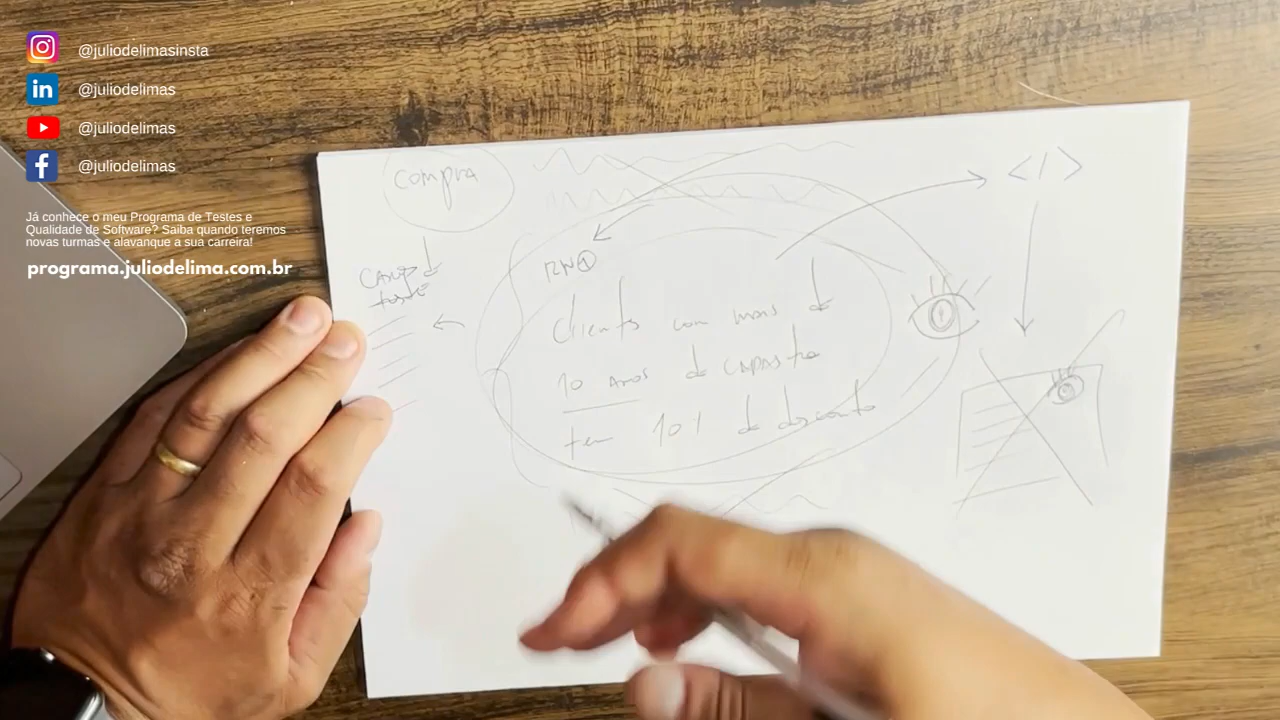 @juliodelimasinsta
@juliodelimas
@juliodelimas
@juliodelimas
Já conhece o meu Programa de Testes e
Qualidade de Software? Saiba quando teremos
novas turmas e alavanque a sua carreira!
programa.juliodelima.com.br
Compra
</>
Casos de
teste
RN1
Clientes com mais de
10 anos de cadastro
tem 10% de desconto